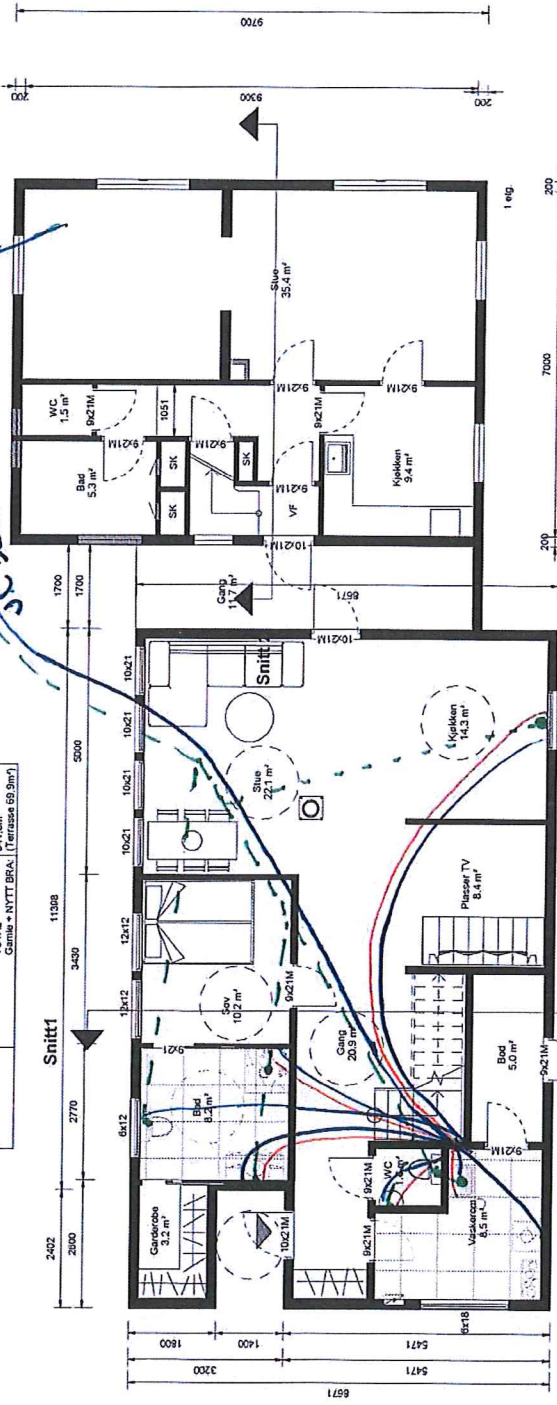 Gamle + NYTT BRA: (Terrasse 69,9m²)
9700
200
9300
200
1 etg.
Stue
35.4 m²
WC
1.5 m²
9x21M
1051
9x21M
9x21M
9x21M
9x21M
9x21M
9x21M
Bad
5.3 m²
SK
SK
SK
VF
Kjøkken
9.4 m²
7000
200
200
10x21M
Gang
11.7 m²
8671
10x21M
1700
1700
5000
11398
3430
2770
2402
2600
Snitt1
10x21
10x21
10x21
10x21
12x12
12x12
6x12
Snitt
Stue
22.1 m²
Kjøkken
14.3 m²
Plasser TV
8.4 m²
Sov
10.2 m²
9x21M
9x21
Bad
8.2 m²
Gang
20.9 m²
Bod
5.0 m²
9x21M
9x21M
Garderobe
3.2 m²
10x21M
WC
9x21M
9x21M
Vaskerom
8.5 m²
6x18
1800
1400
5471
3200
5471
8671